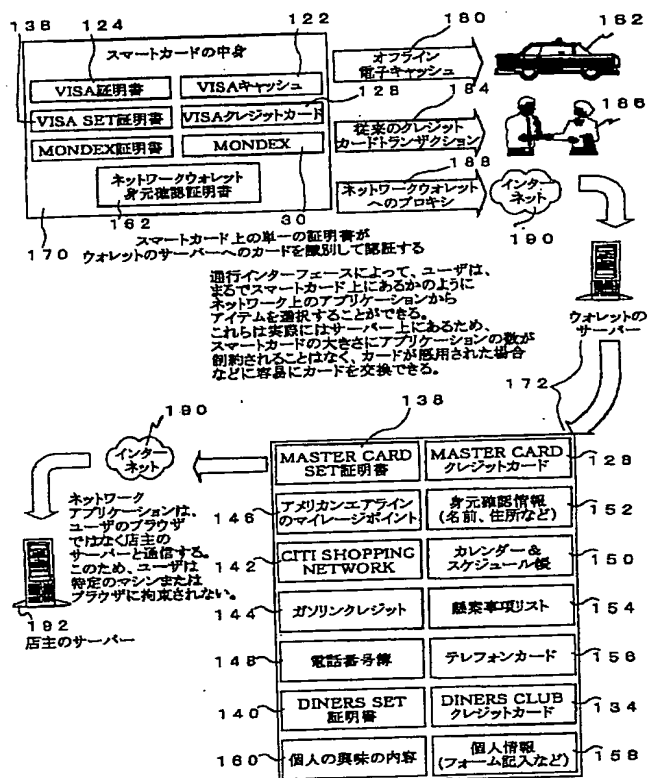 138
124
122
180
182
スマートカードの中身
オフライン
電子キャッシュ
VISA証明書
VISAキャッシュ
128
184
VISA SET証明書
VISAクレジットカード
従来のクレジット
カードトランザクション
186
MONDEX証明書
MONDEX
188
ネットワークウォレット
身元確認証明書
ネットワークウォレット
へのプロキシ
インター
ネット
170
162
30
190
スマートカード上の単一の証明書が
ウォレットのサーバーへのカードを識別して認証する
通行インターフェースによって、ユーザは、
まるでスマートカード上にあるかのように
ネットワーク上のアプリケーションから
アイテムを選択することができる。
これらは実際にはサーバー上にあるため、
スマートカードの大きさにアプリケーションの数が
制約されることはなく、カードが悪用された場合
などに容易にカードを交換できる。
ウォレットの
サーバー
172
190
138
インター
ネット
MASTER CARD
SET証明書
MASTER CARD
クレジットカード
128
ネットワーク
アプリケーションは、
ユーザのブラウザ
ではなく店主の
サーバーと通信する。
このため、ユーザは
特定のマシンまたは
ブラウザに拘束されない。
192
店主のサーバー
146
アメリカンエアライン
のマイレージポイント
身元確認情報
(名前、住所など)
152
142
CITI SHOPPING
NETWORK
カレンダー&
スケジュール帳
150
144
ガソリンクレジット
懸案事項リスト
154
148
電話番号簿
テレフォンカード
156
140
DINERS SET
証明書
DINERS CLUB
クレジットカード
134
160
個人の興味の内容
個人情報
(フォーム記入など)
158